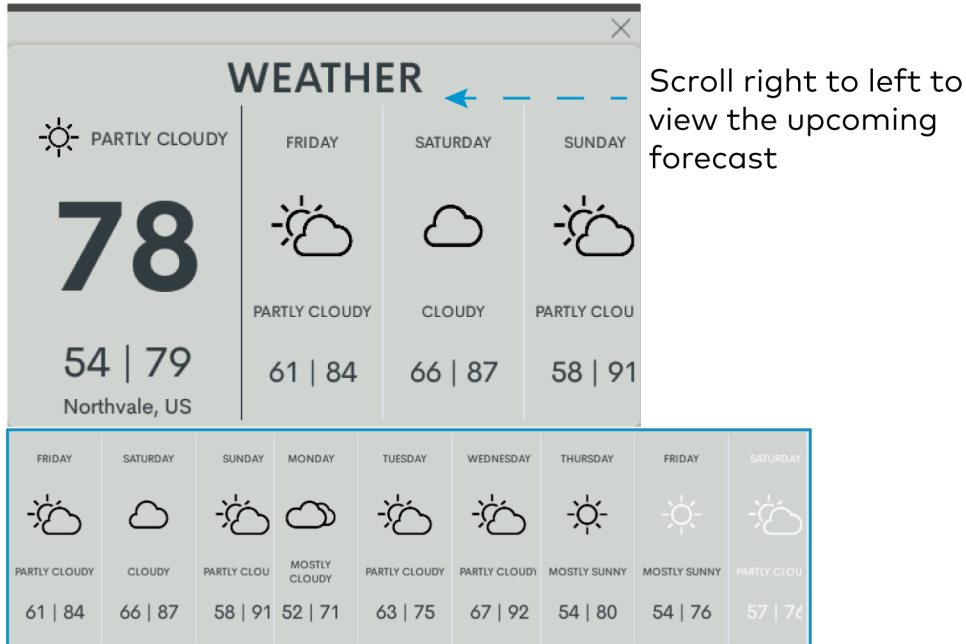 WEATHER
Scroll right to left to
view the upcoming
forecast
PARTLY CLOUDY
78
54 | 79
Northvale, US
FRIDAY SATURDAY SUNDAY
PARTLY CLOUDY CLOUDY PARTLY CLOU
61 | 84 66 | 87 58 | 91
FRIDAY SATURDAY SUNDAY MONDAY TUESDAY WEDNESDAY THURSDAY FRIDAY SATURDAY
PARTLY CLOUDY CLOUDY PARTLY CLOU MOSTLY CLOUDY PARTLY CLOUDY PARTLY CLOUDY MOSTLY SUNNY MOSTLY SUNNY PARTLY CLOU
61 | 84 66 | 87 58 | 91 52 | 71 63 | 75 67 | 92 54 | 80 54 | 76 57 | 76